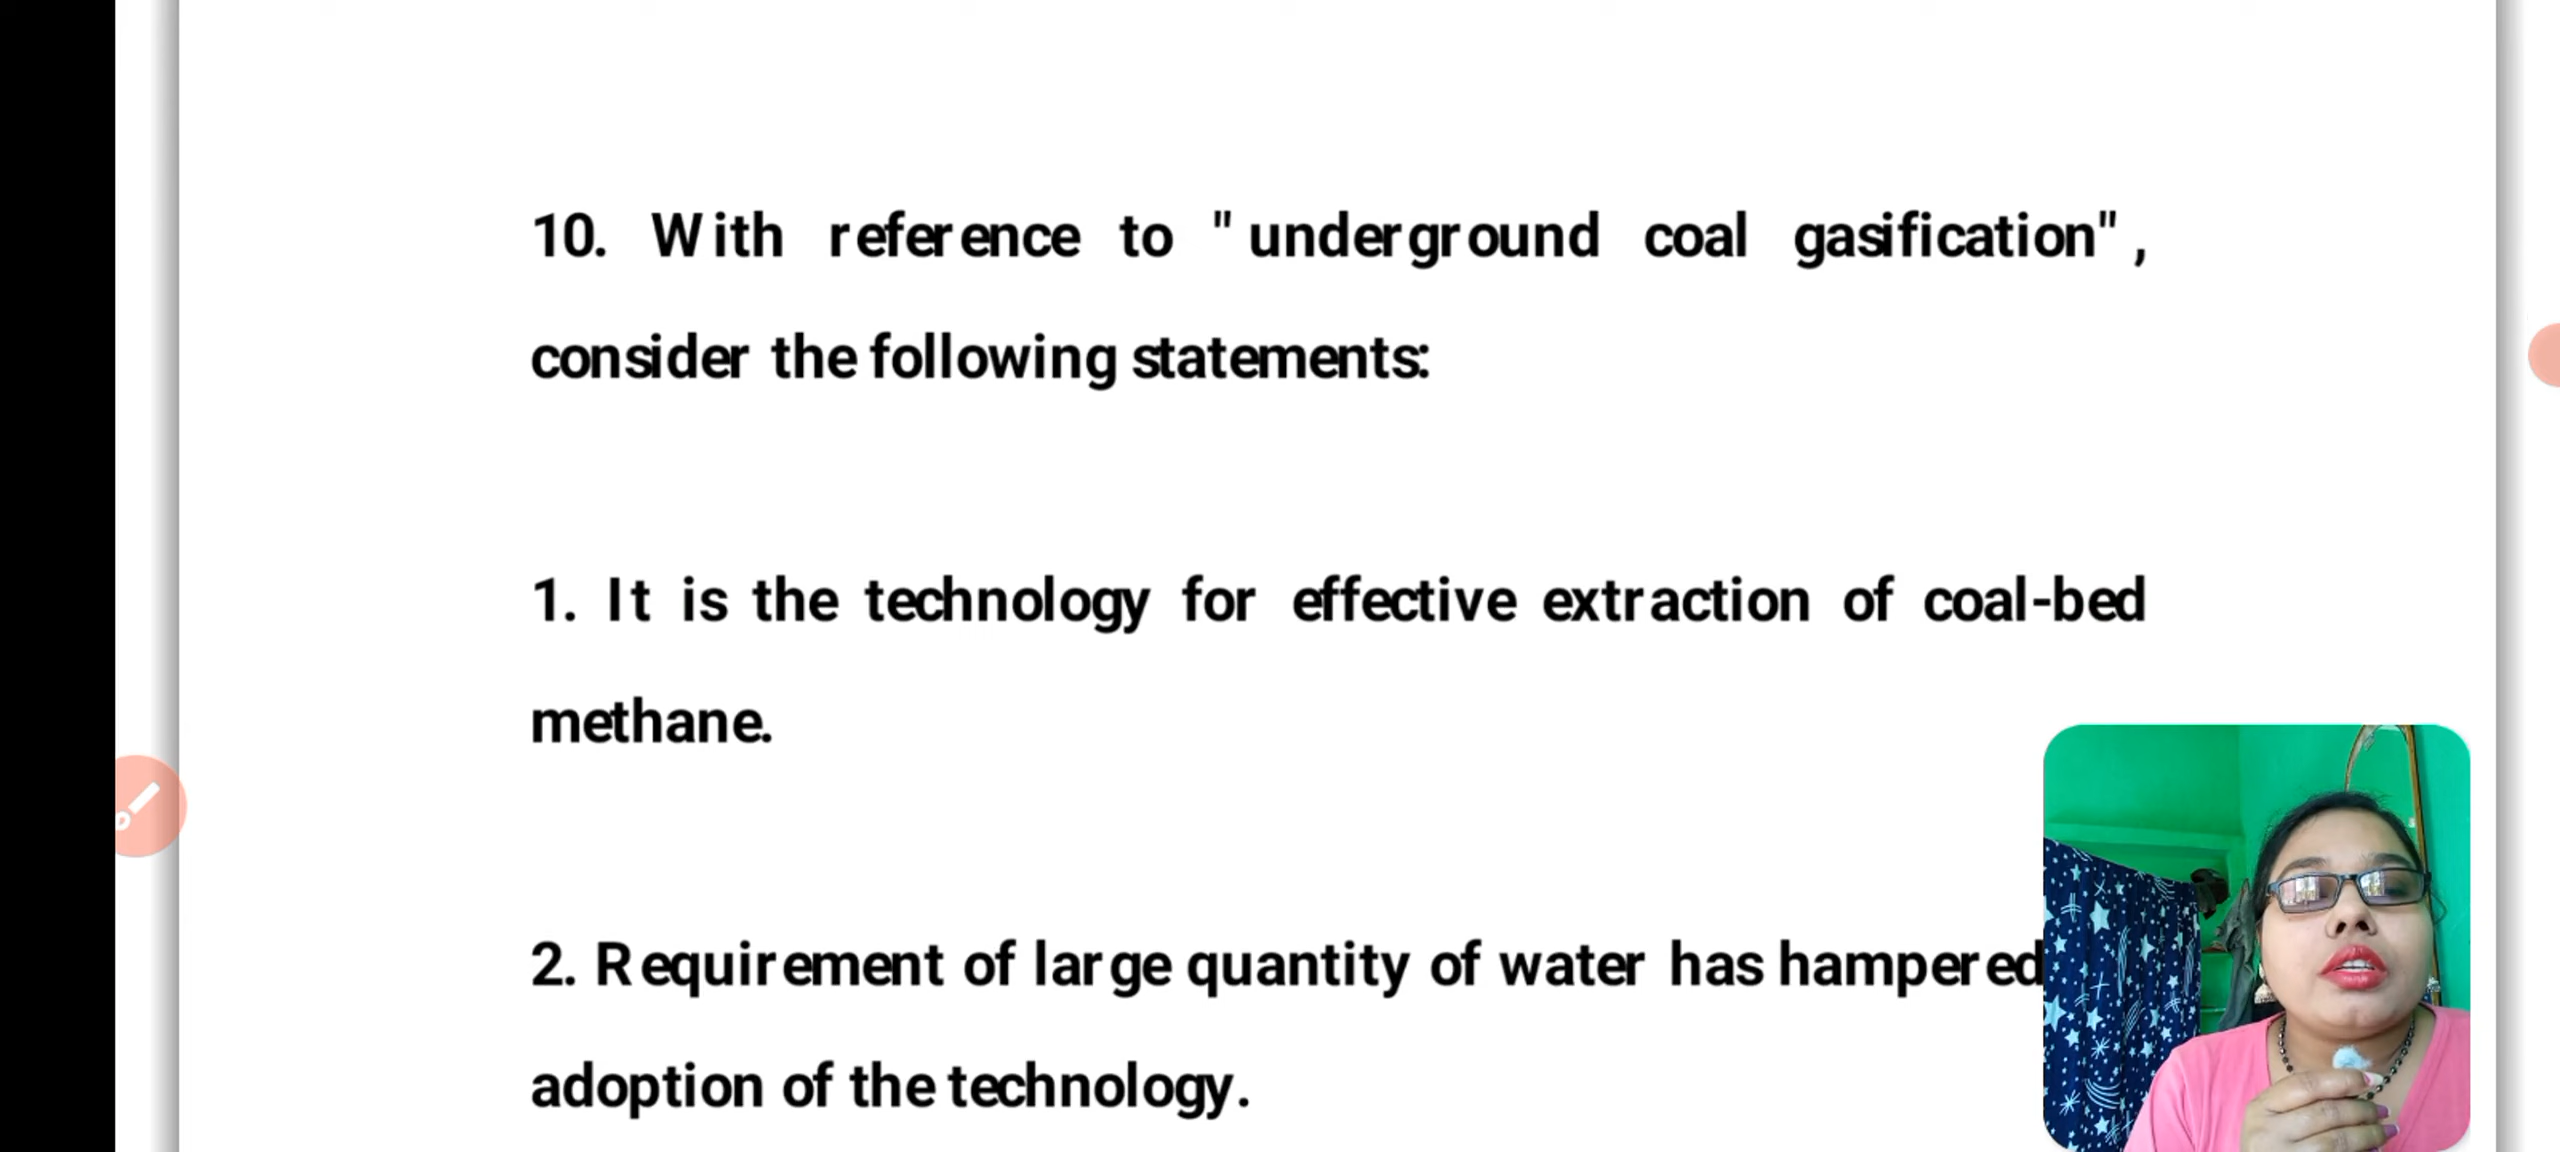 10. With reference to "underground coal gasification",
consider the following statements:
1. It is the technology for effective extraction of coal-bed
methane.
2. Requirement of large quantity of water has hampered
adoption of the technology.